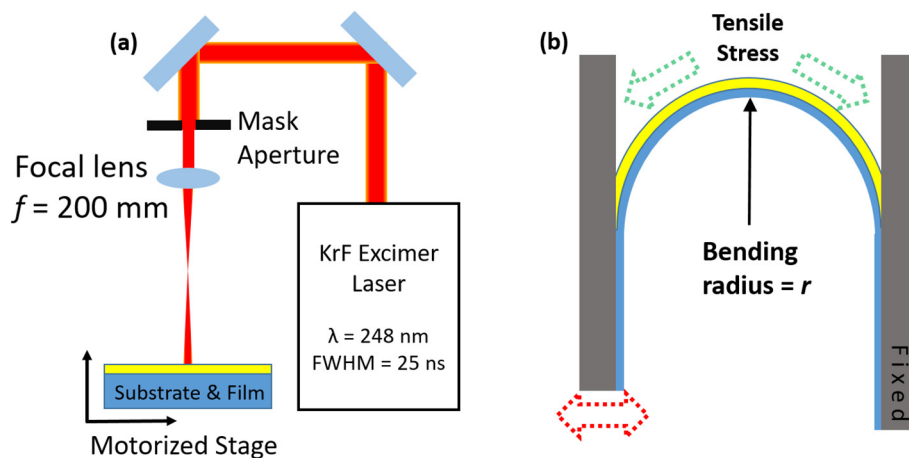 (a)
Mask
Aperture
Focal lens
f = 200 mm
KrF Excimer
Laser
λ = 248 nm
FWHM = 25 ns
Substrate & Film
Motorized Stage
(b)
Tensile
Stress
Bending
radius = r
Fixed